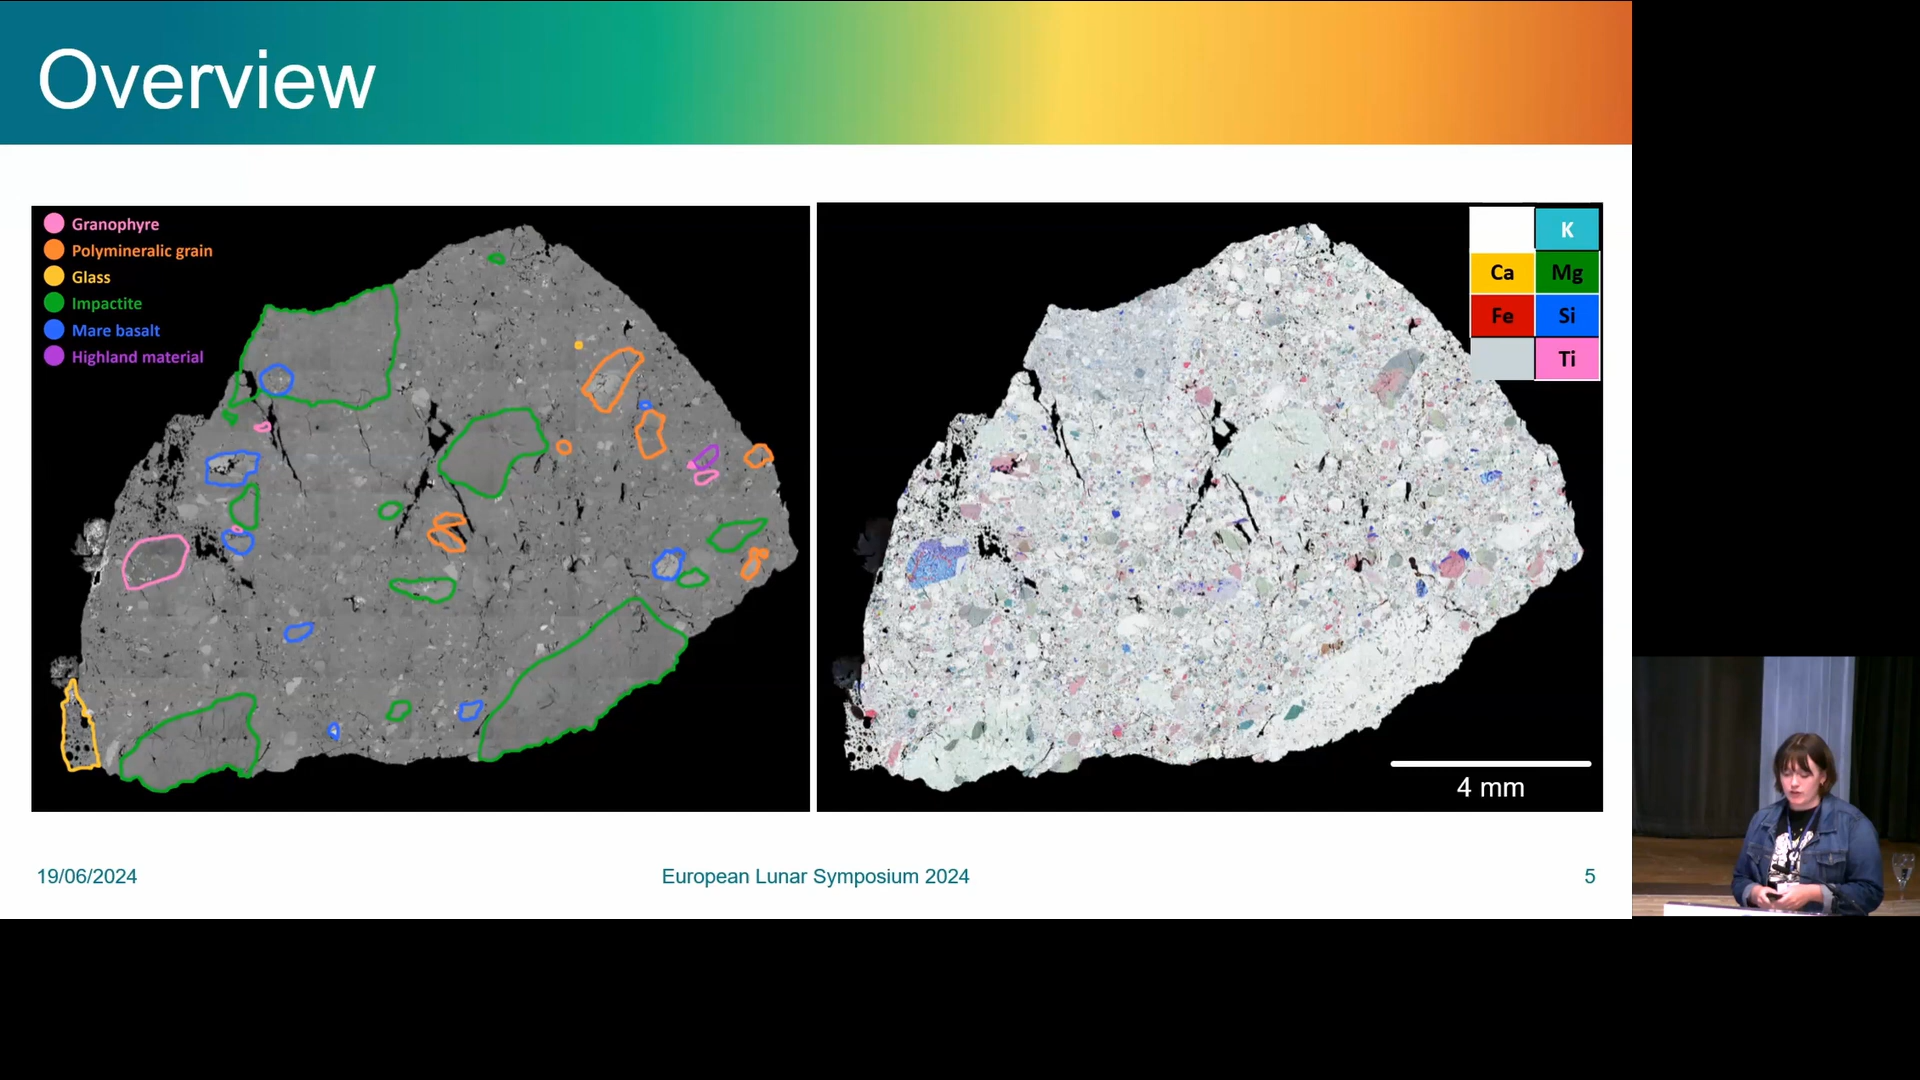 Overview
Granophyre
Polymineralic grain
Glass
Impactite
Mare basalt
Highland material
K
Ca Mg
Fe Si
Ti
4 mm
19/06/2024 European Lunar Symposium 2024 5